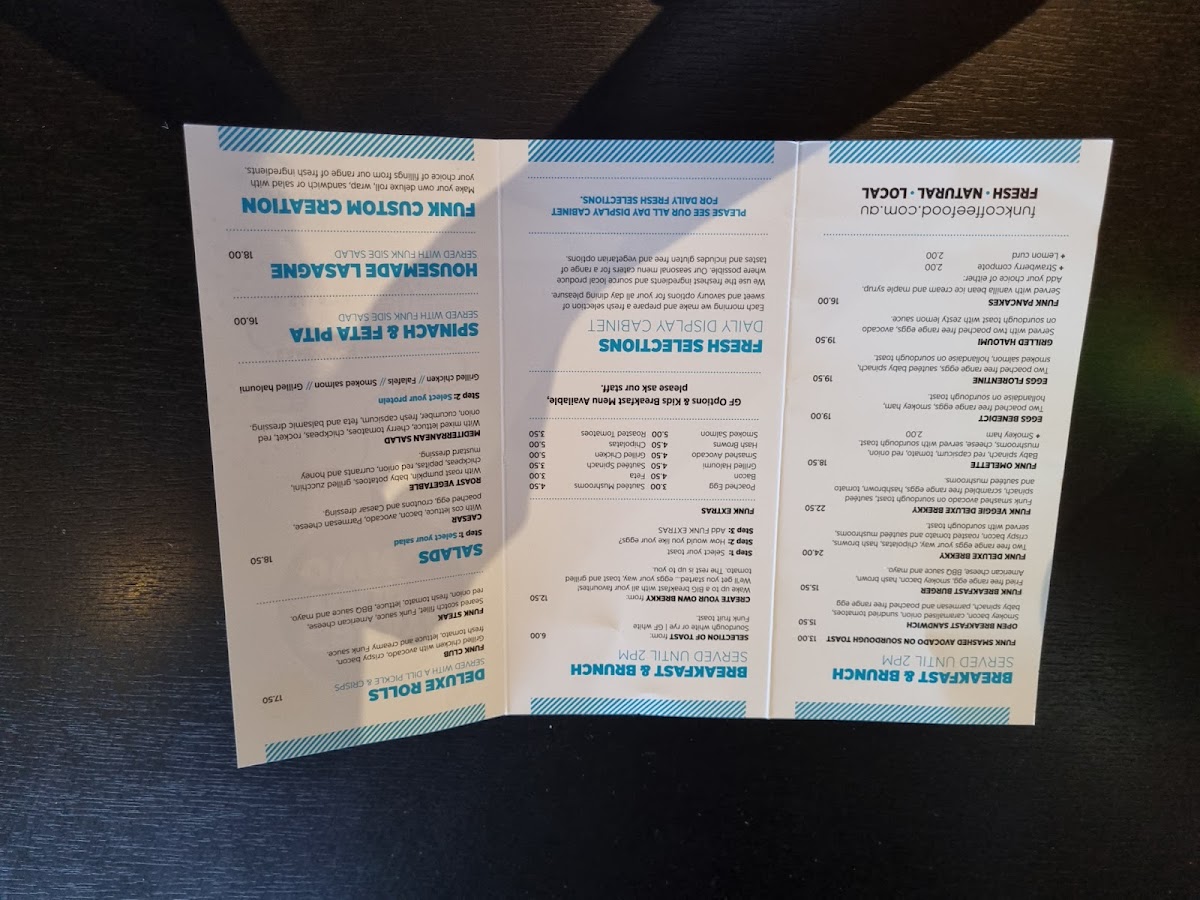 BREAKFAST & BRUNCH
SERVED UNTIL 2PM
FUNK SMASHED AVOCADO ON SOURDOUGH TOAST 13.00
OPEN BREAKFAST SANDWICH 15.50
Smokey bacon, caramalised onion, sundried tomatoes,
baby spinach, parmesan and poached free range egg
FUNK BREAKFAST BURGER 15.50
Fried free range egg, smokey bacon, hash brown,
American cheese, BBQ sauce and mayo.
FUNK DELUXE BREKKY 24.00
Two free range eggs your way, chipolatas, hash browns,
crispy bacon, roasted tomato and sautéed mushrooms,
served with sourdough toast.
FUNK VEGGIE DELUXE BREKKY 22.50
Funk smashed avocado on sourdough toast, sautéed
spinach, scrambled free range eggs, hashbrown, tomato
and sautéed mushrooms
FUNK OMELETTE 18.50
Baby spinach, red capsicum, tomato, red onion,
mushrooms, cheese, served with sourdough toast.
+ Smokey ham 2.00
EGGS BENEDICT 19.00
Two poached free range eggs, smokey ham,
hollandaise on sourdough toast.
EGGS FLORENTINE 19.50
Two poached free range eggs, sautéed baby spinach,
smoked salmon, hollandaise on sourdough toast.
GRILLED HALOUMI 19.50
Served with two poached free range eggs, avocado
on sourdough toast with zesty lemon sauce.
FUNK PANCAKES 16.00
Served with vanilla bean ice cream and maple syrup.
Add your choice of either:
+ Strawberry compote 2.00
+ Lemon curd 2.00
funkcoffeefood.com.au
FRESH • NATURAL • LOCAL
BREAKFAST & BRUNCH
SERVED UNTIL 2PM
SELECTION OF TOAST from: 6.00
Sourdough white or rye | GF white
Funk fruit toast.
CREATE YOUR OWN BREKKY from: 12.50
Wake up to a BIG breakfast with all your favourites.
We'll get you started... eggs your way, toast and grilled
tomato. The rest is up to you.
Step 1: Select your toast
Step 2: How would you like your eggs?
Step 3: Add FUNK EXTRAS
FUNK EXTRAS
Poached Egg 3.00 Sautéed Mushrooms 4.50
Bacon 4.50 Feta 3.00
Grilled Haloumi 4.50 Sautéed Spinach 3.50
Smashed Avocado 4.50 Grilled Chicken 5.00
Hash Browns 4.50 Chipolatas 5.00
Smoked Salmon 5.00 Roasted Tomatoes 3.50
GF Options & Kids Breakfast Menu Available,
please ask our staff.
FRESH SELECTIONS
DAILY DISPLAY CABINET
Each morning we make and prepare a fresh selection of
sweet and savoury options for your all day dining pleasure.
We use the freshest ingredients and source local produce
where possible. Our seasonal menu caters for a range of
tastes and includes gluten free and vegetarian options.
PLEASE SEE OUR ALL DAY DISPLAY CABINET
FOR DAILY FRESH SELECTIONS.
DELUXE ROLLS 17.50
SERVED WITH A DILL PICKLE & CRISPS
FUNK CLUB
Grilled chicken with avocado, crispy bacon,
fresh tomato, lettuce and creamy Funk sauce.
FUNK STEAK
Seared scotch fillet, Funk sauce, American cheese,
red onion, fresh tomato, lettuce, BBQ sauce and mayo.
SALADS 18.50
Step 1: Select your salad
CAESAR
With cos lettuce, bacon, avocado, Parmesan cheese,
poached egg, croutons and Caesar dressing.
ROAST VEGETABLE
With roast pumpkin, baby potatoes, grilled zucchini,
chickpeas, pepitas, red onion, currants and honey
mustard dressing.
MEDITERRANEAN SALAD
With mixed lettuce, cherry tomatoes, chickpeas, rocket, red
onion, cucumber, fresh capsicum, feta and balsamic dressing.
Step 2: Select your protein
Grilled chicken // Falafels // Smoked salmon // Grilled haloumi
SPINACH & FETA PITA 16.00
SERVED WITH FUNK SIDE SALAD
HOUSEMADE LASAGNE 18.00
SERVED WITH FUNK SIDE SALAD
FUNK CUSTOM CREATION
Make your own deluxe roll, wrap, sandwich or salad with
your choice of fillings from our range of fresh ingredients.